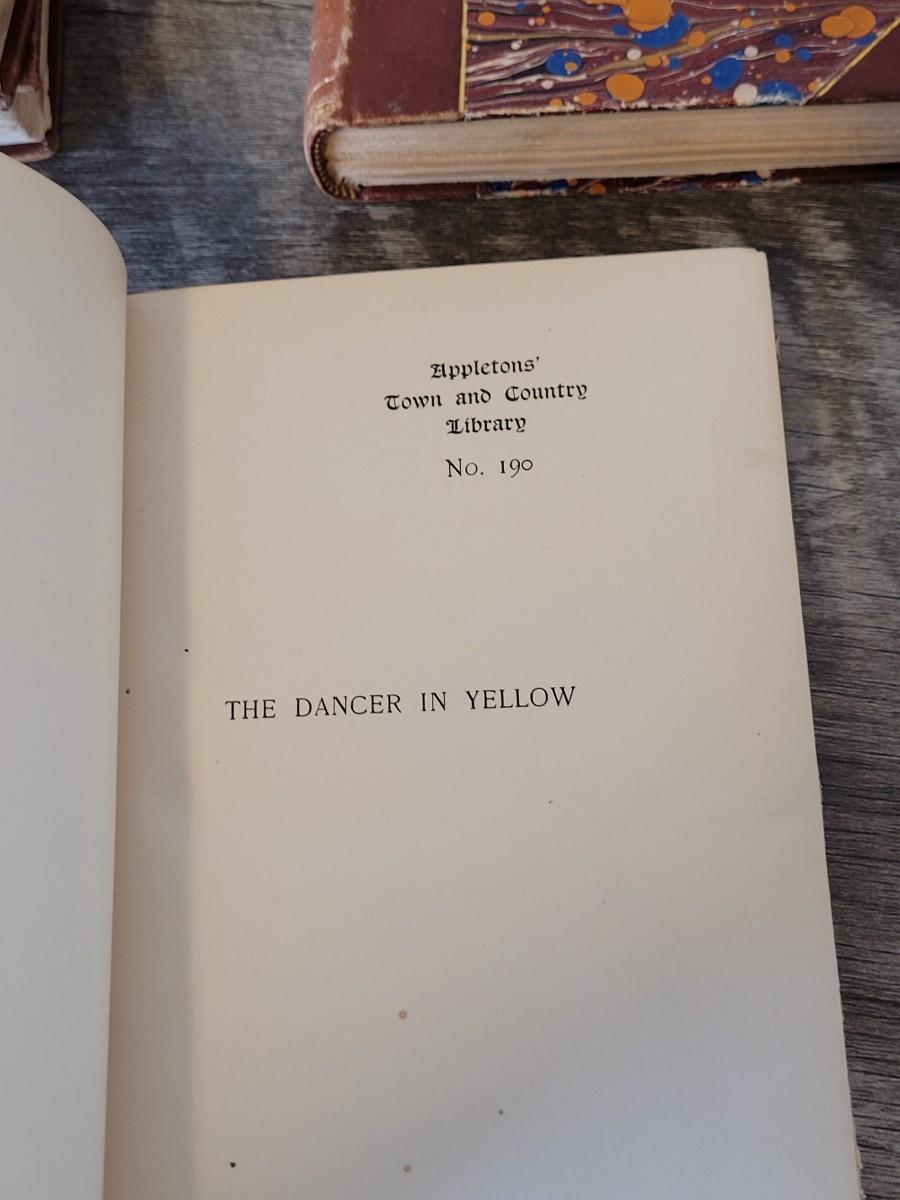 Appletons'
Town and Country
Library
No. 190
THE DANCER IN YELLOW